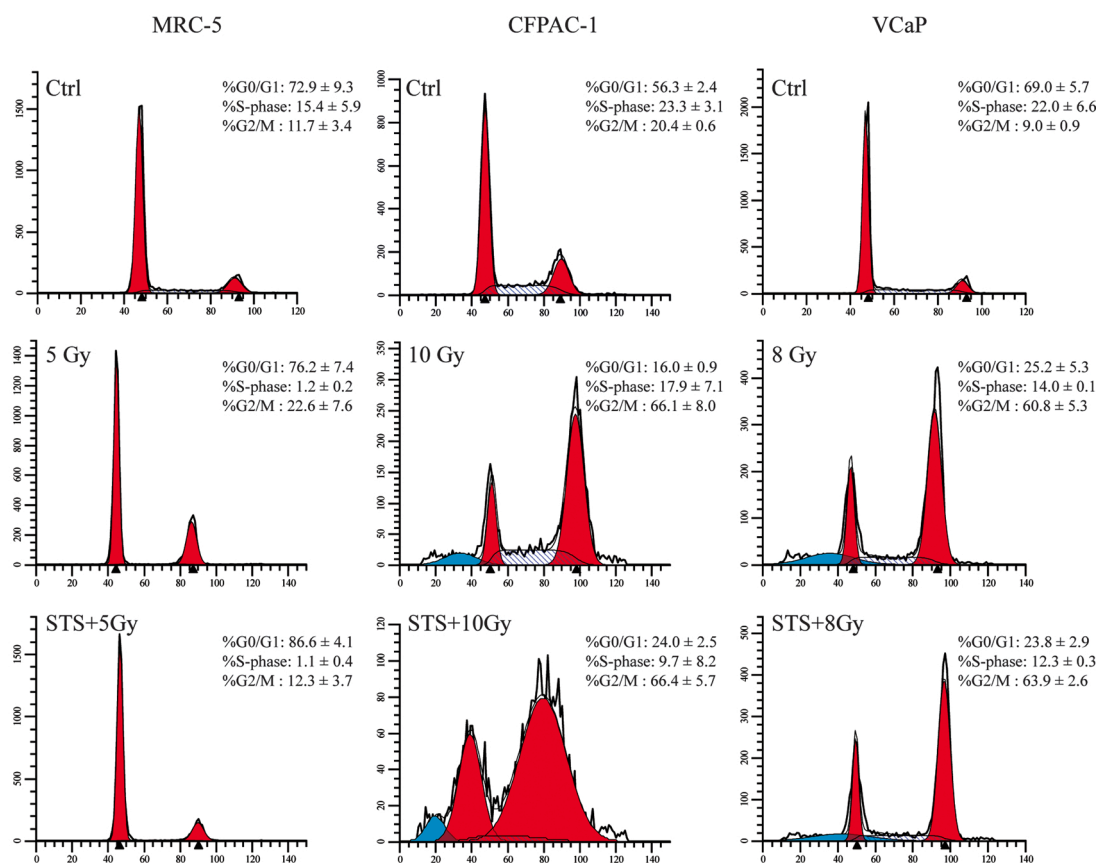 MRC-5 CFPAC-1 VCaP
Ctrl
%G0/G1: 72.9 ± 9.3
%S-phase: 15.4 ± 5.9
%G2/M : 11.7 ± 3.4
1500
1000
500
0
0 20 40 60 80 100 120
Ctrl
%G0/G1: 56.3 ± 2.4
%S-phase: 23.3 ± 3.1
%G2/M : 20.4 ± 0.6
1000
800
600
400
200
0
0 20 40 60 80 100 120 140
Ctrl
%G0/G1: 69.0 ± 5.7
%S-phase: 22.0 ± 6.6
%G2/M : 9.0 ± 0.9
2000
1500
1000
500
0
0 20 40 60 80 100 120
5 Gy
%G0/G1: 76.2 ± 7.4
%S-phase: 1.2 ± 0.2
%G2/M : 22.6 ± 7.6
1400
1200
1000
800
600
400
200
0
0 20 40 60 80 100 120 140
10 Gy
%G0/G1: 16.0 ± 0.9
%S-phase: 17.9 ± 7.1
%G2/M : 66.1 ± 8.0
350
300
250
200
150
100
50
0
0 20 40 60 80 100 120 140
8 Gy
%G0/G1: 25.2 ± 5.3
%S-phase: 14.0 ± 0.1
%G2/M : 60.8 ± 5.3
400
300
200
100
0
0 20 40 60 80 100 120 140
STS+5Gy
%G0/G1: 86.6 ± 4.1
%S-phase: 1.1 ± 0.4
%G2/M : 12.3 ± 3.7
1500
1000
500
0
0 20 40 60 80 100 120 140
STS+10Gy
%G0/G1: 24.0 ± 2.5
%S-phase: 9.7 ± 8.2
%G2/M : 66.4 ± 5.7
120
100
80
60
40
20
0
0 20 40 60 80 100 120 140
STS+8Gy
%G0/G1: 23.8 ± 2.9
%S-phase: 12.3 ± 0.3
%G2/M : 63.9 ± 2.6
500
400
300
200
100
0
0 20 40 60 80 100 120 140